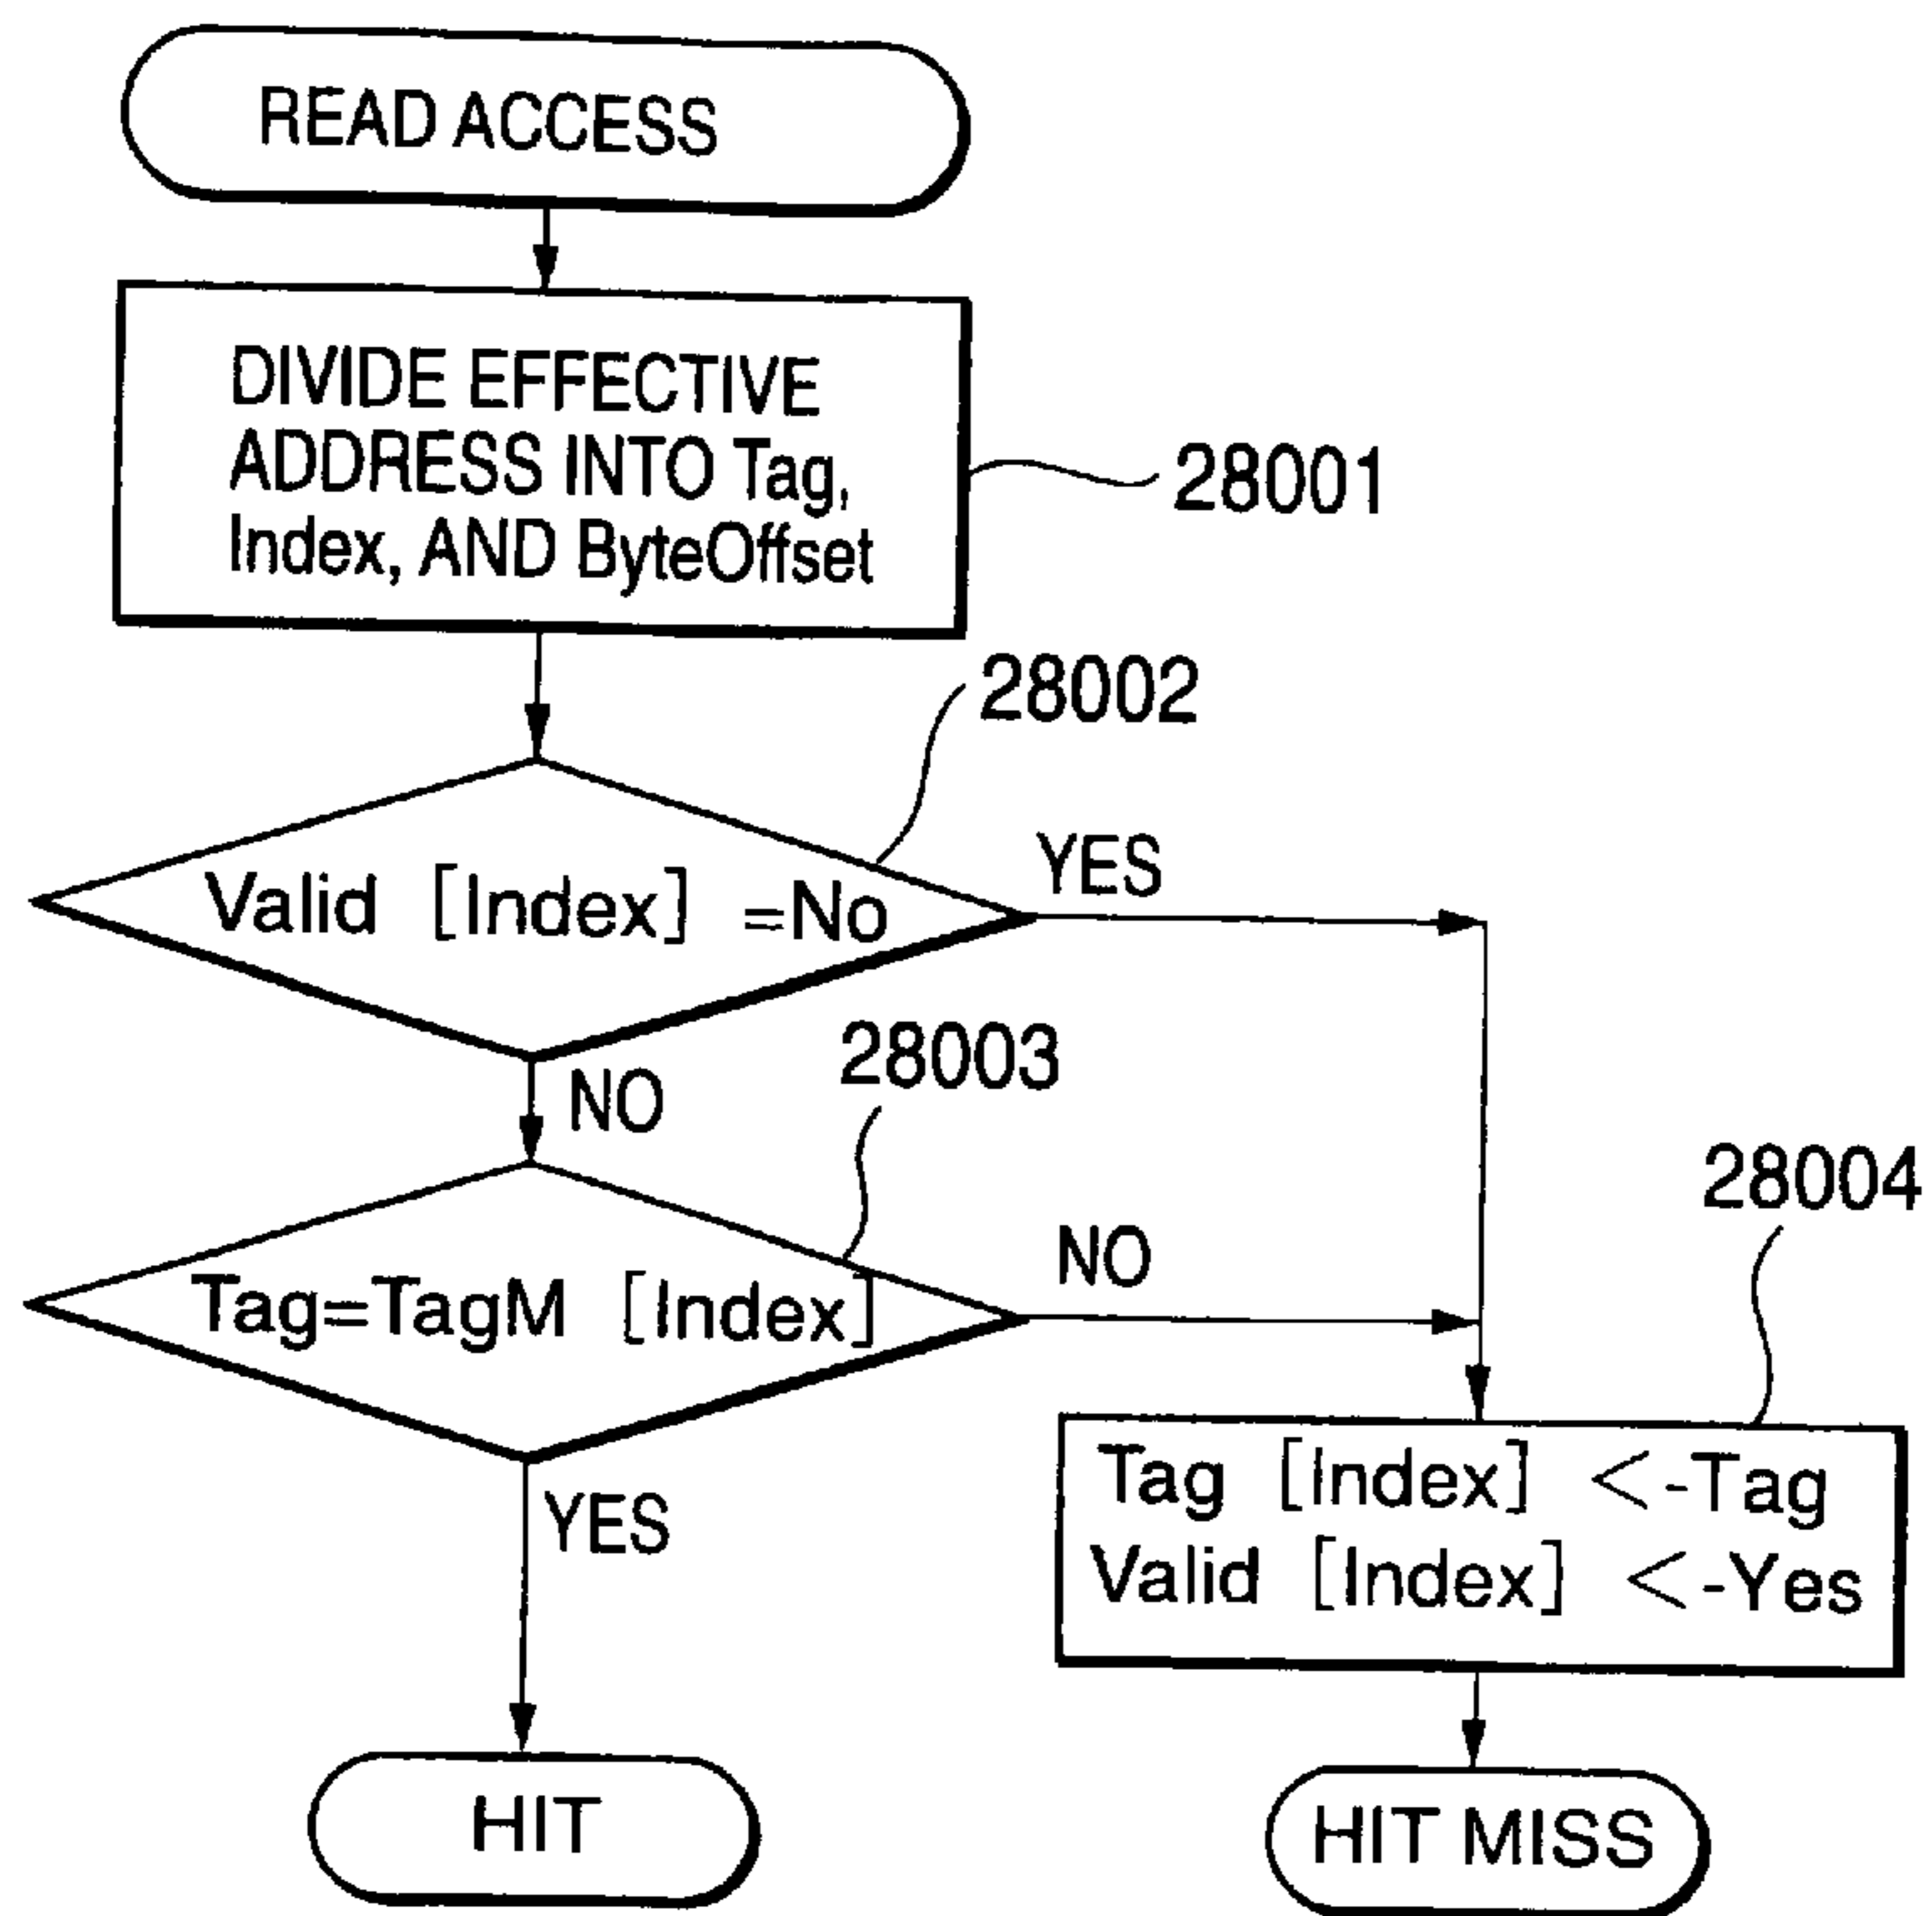 READ ACCESS
DIVIDE EFFECTIVE
ADDRESS INTO Tag,
Index, AND ByteOffset
28001
28002
Valid [Index] =No
YES
NO
28003
Tag=TagM [Index]
NO
YES
28004
Tag [Index] <-Tag
Valid [Index] <-Yes
HIT
HIT MISS